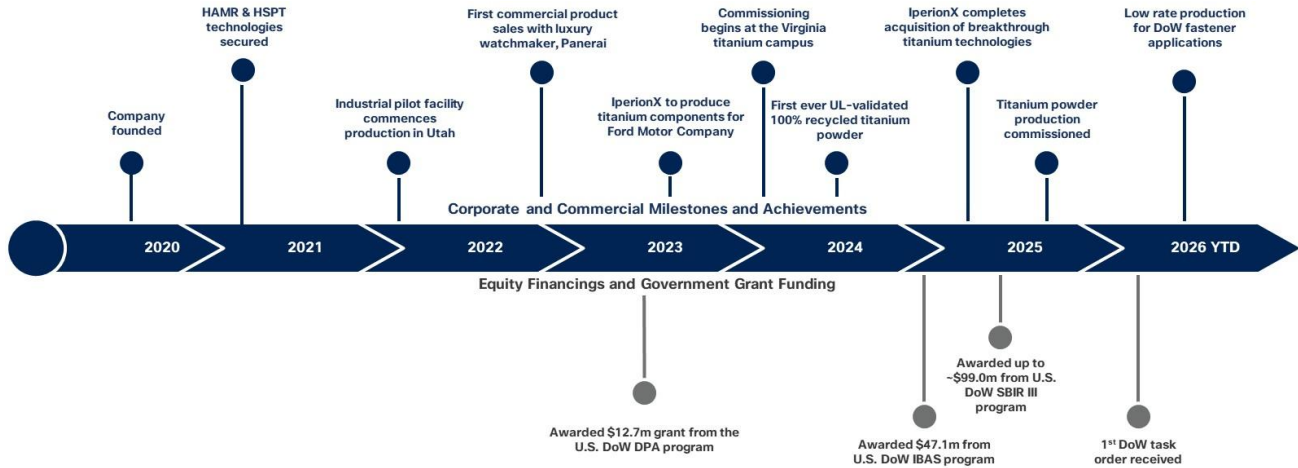 HAMR & HSPT
technologies
secured
First commercial product
sales with luxury
watchmaker, Panerai
Commissioning
begins at the Virginia
titanium campus
IperionX completes
acquisition of breakthrough
titanium technologies
Low rate production
for DoW fastener
applications
Company
founded
Industrial pilot facility
commences
production in Utah
IperionX to produce
titanium components for
Ford Motor Company
First ever UL-validated
100% recycled titanium
powder
Titanium powder
production
commissioned
Corporate and Commercial Milestones and Achievements
2020
2021
2022
2023
2024
2025
2026 YTD
Equity Financings and Government Grant Funding
Awarded $12.7m grant from the
U.S. DoW DPA program
Awarded $47.1m from
U.S. DoW IBAS program
Awarded up to
~$99.0m from U.S.
DoW SBIR III
program
1st DoW task
order received